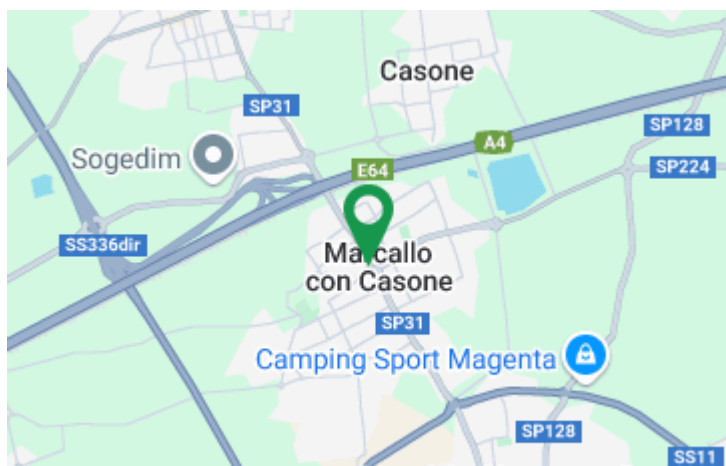 Casone
SP31
SP128
A4
Sogedim
E64
SP224
SS336dir
Marcallo
con Casone
SP31
Camping Sport Magenta
SP128
SS11